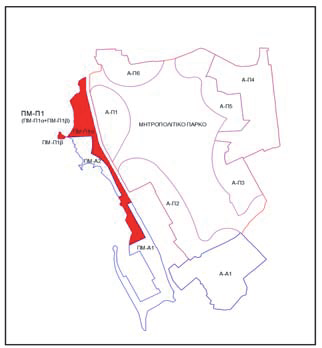 Α-Π6
Α-Π4
Α-Π1
Α-Π5
ΠΜ-Π1
(ΠΜ-Π1α+ΠΜ-Π1β)
ΜΗΤΡΟΠΟΛΙΤΙΚΟ ΠΑΡΚΟ
ΠΜ-Π1α
ΠΜ-Π1β
ΠΜ-Α2
Α-Π3
Α-Π2
ΠΜ-Α1
Α-Α1